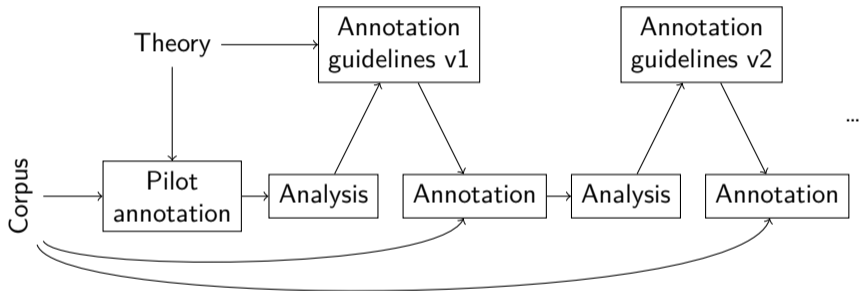 Theory
Annotation
guidelines v1
Annotation
guidelines v2
...
Corpus
Pilot
annotation
Analysis
Annotation
Analysis
Annotation